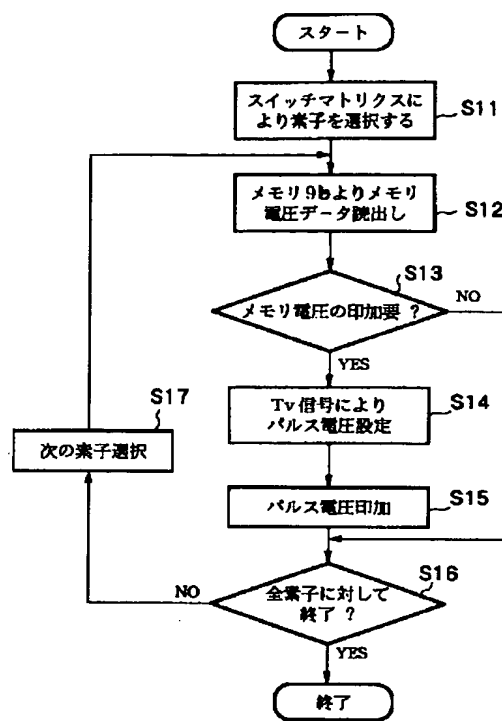 スタート
スイッチマトリクスに
より素子を選択する
S11
メモリ9bよりメモリ
電圧データ読出し
S12
S13
メモリ電圧の印加要 ?
NO
YES
Tv 信号により
パルス電圧設定
S14
S17
次の素子選択
パルス電圧印加
S15
S16
全素子に対して
終了 ?
NO
YES
終了